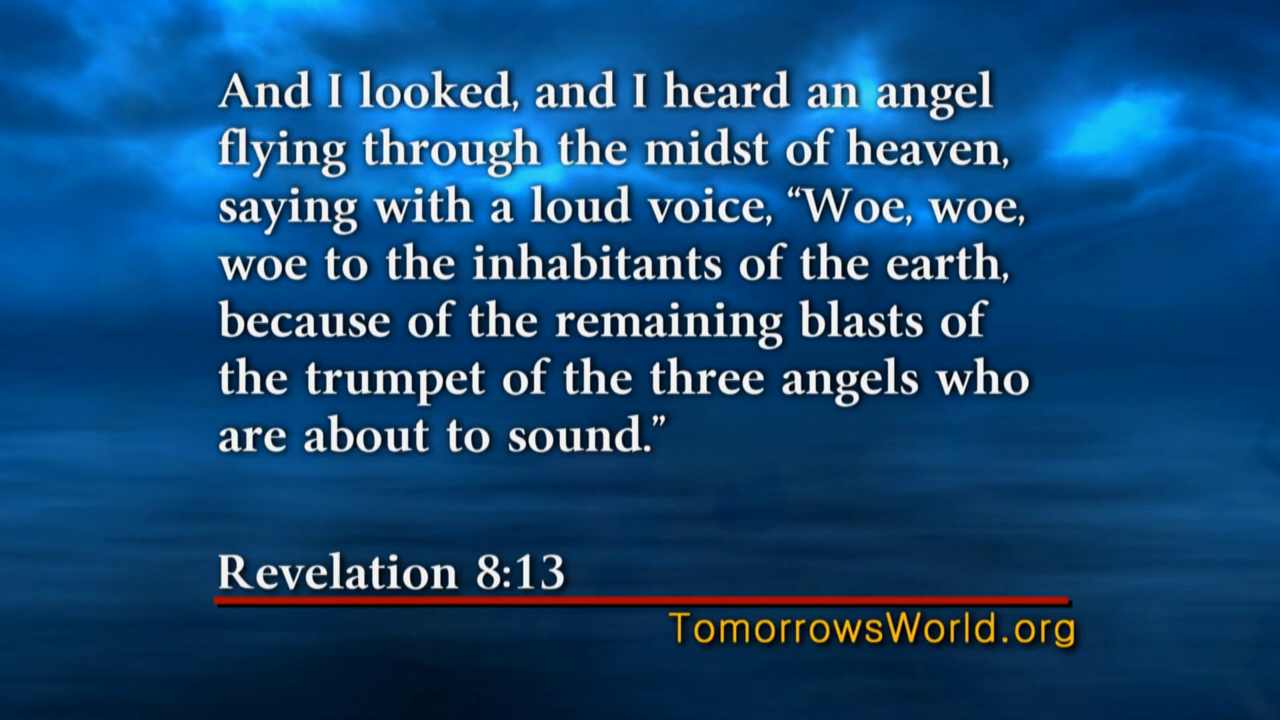 And I looked, and I heard an angel
flying through the midst of heaven,
saying with a loud voice, “Woe, woe,
woe to the inhabitants of the earth,
because of the remaining blasts of
the trumpet of the three angels who
are about to sound.”
Revelation 8:13
TomorrowsWorld.org